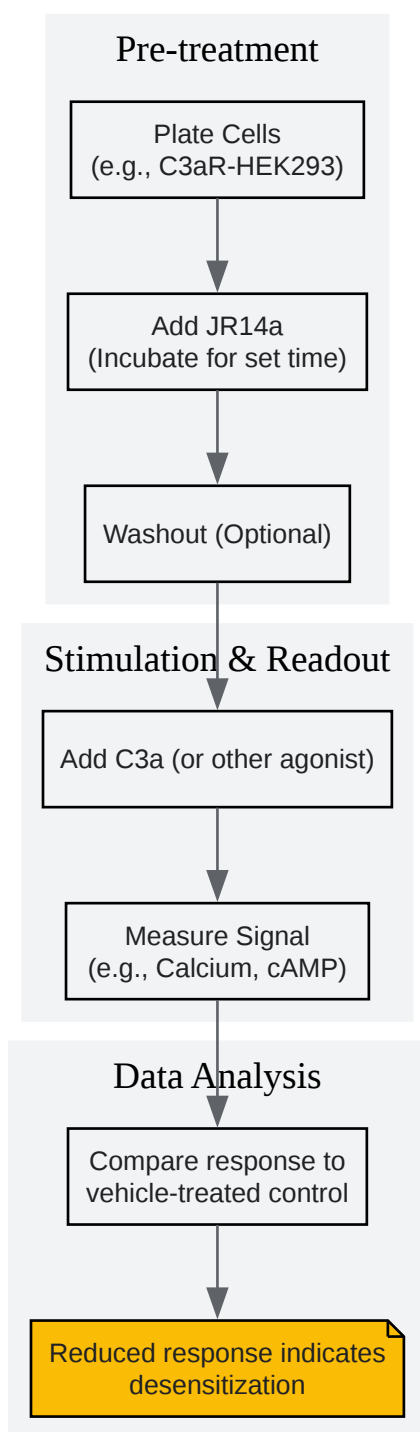 Pre-treatment
Plate Cells
(e.g., C3aR-HEK293)
Add JR14a
(Incubate for set time)
Washout (Optional)
Stimulation & Readout
Add C3a (or other agonist)
Measure Signal
(e.g., Calcium, cAMP)
Data Analysis
Compare response to
vehicle-treated control
Reduced response indicates
desensitization